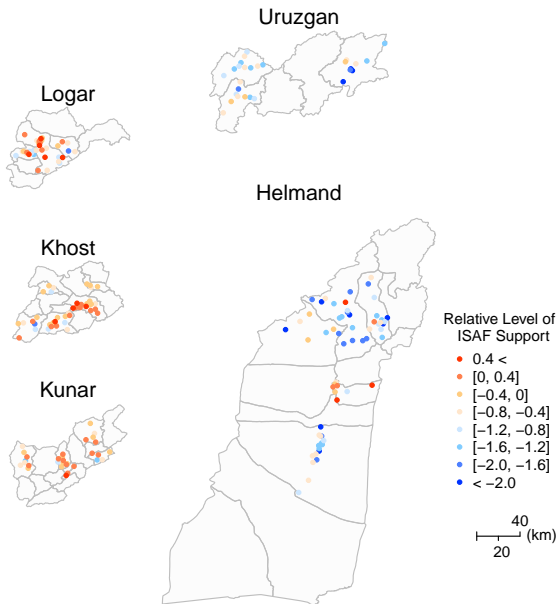 Uruzgan
Logar
Helmand
Khost
Kunar
Relative Level of
ISAF Support
0.4 <
[0, 0.4]
[−0.4, 0]
[−0.8, −0.4]
[−1.2, −0.8]
[−1.6, −1.2]
[−2.0, −1.6]
< −2.0
40
20
(km)